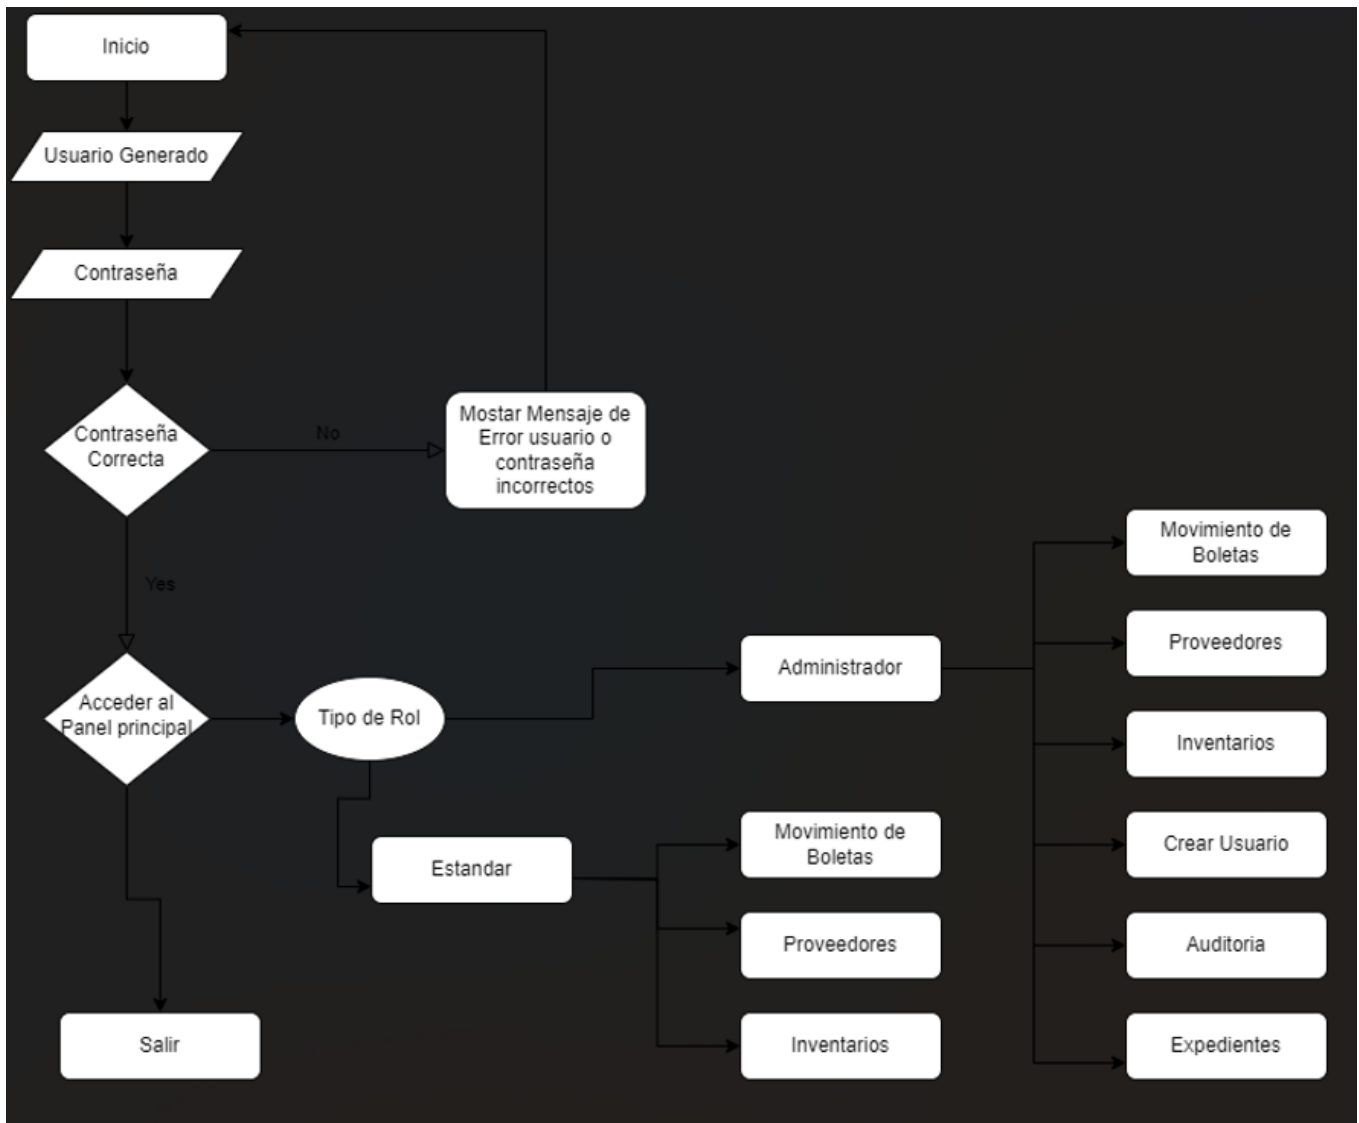 Inicio
Usuario Generado
Contraseña
Contraseña
Correcta
No
Mostar Mensaje de
Error usuario o
contraseña
incorrectos
Yes
Acceder al
Panel principal
Tipo de Rol
Administrador
Movimiento de
Boletas
Proveedores
Inventarios
Crear Usuario
Auditoria
Expedientes
Estandar
Movimiento de
Boletas
Proveedores
Inventarios
Salir